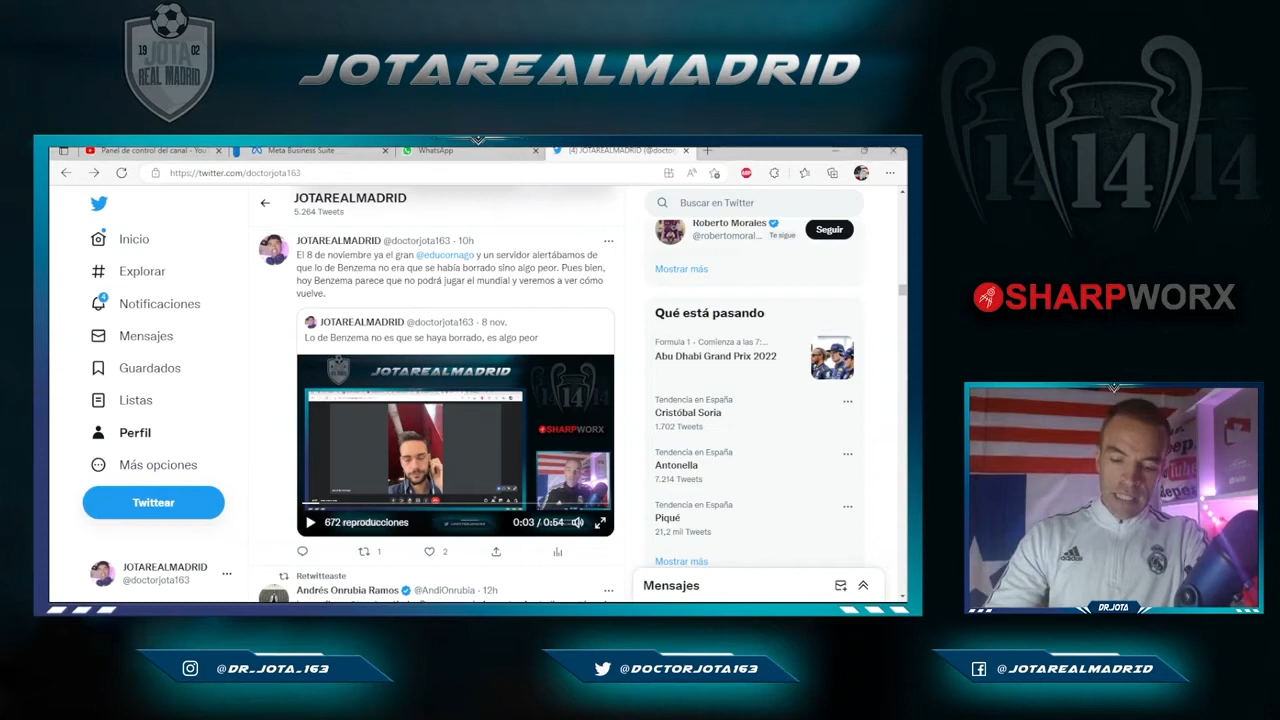 19 JOTA 02
REAL MADRID
JOTAREALMADRID
14
SHARPWORX
Panel de control del canal - You
Meta Business Suite
WhatsApp
(4) JOTAREALMADRID (@doctor
https://twitter.com/doctorjota163
Inicio
Explorar
4
Notificaciones
Mensajes
Guardados
Listas
Perfil
Más opciones
Twittear
JOTAREALMADRID
@doctorjota163
JOTAREALMADRID
5.264 Tweets
JOTAREALMADRID @doctorjota163 · 10h
El 8 de noviembre ya el gran @educornago y un servidor alertábamos de
que lo de Benzema no era que se había borrado sino algo peor. Pues bien,
hoy Benzema parece que no podrá jugar el mundial y veremos a ver cómo
vuelve.
JOTAREALMADRID @doctorjota163 · 8 nov.
Lo de Benzema no es que se haya borrado, es algo peor
JOTAREALMADRID
14
SHARPWORX
672 reproducciones
0:03 / 0:54
1
2
Retwitteaste
Andrés Onrubia Ramos @AndiOnrubia · 12h
Buscar en Twitter
Roberto Morales
@robertomoral... Te sigue
Seguir
Mostrar más
Qué está pasando
Formula 1 · Comienza a las 7:...
Abu Dhabi Grand Prix 2022
Tendencia en España
Cristóbal Soria
1.702 Tweets
Tendencia en España
Antonella
7.214 Tweets
Tendencia en España
Piqué
21,2 mil Tweets
Mostrar más
Mensajes
DR.JOTA
@DR_JOTA_163
@DOCTORJOTA163
@JOTAREALMADRID